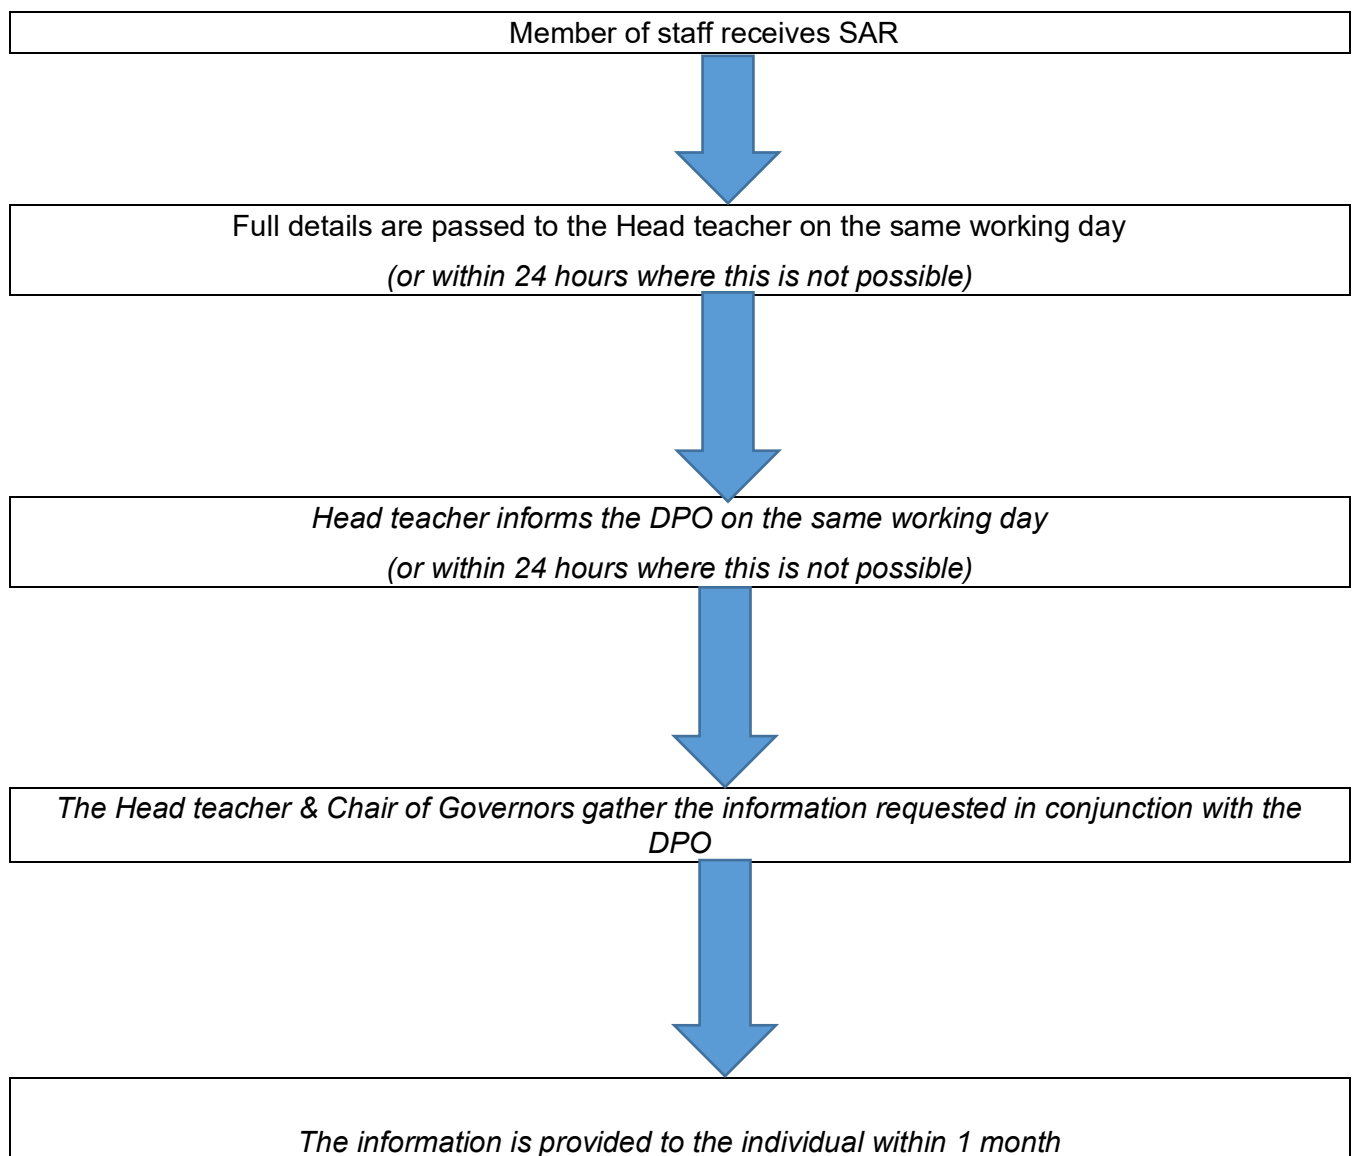 Member of staff receives SAR
Full details are passed to the Head teacher on the same working day
(or within 24 hours where this is not possible)
Head teacher informs the DPO on the same working day
(or within 24 hours where this is not possible)
The Head teacher & Chair of Governors gather the information requested in conjunction with the
DPO
The information is provided to the individual within 1 month